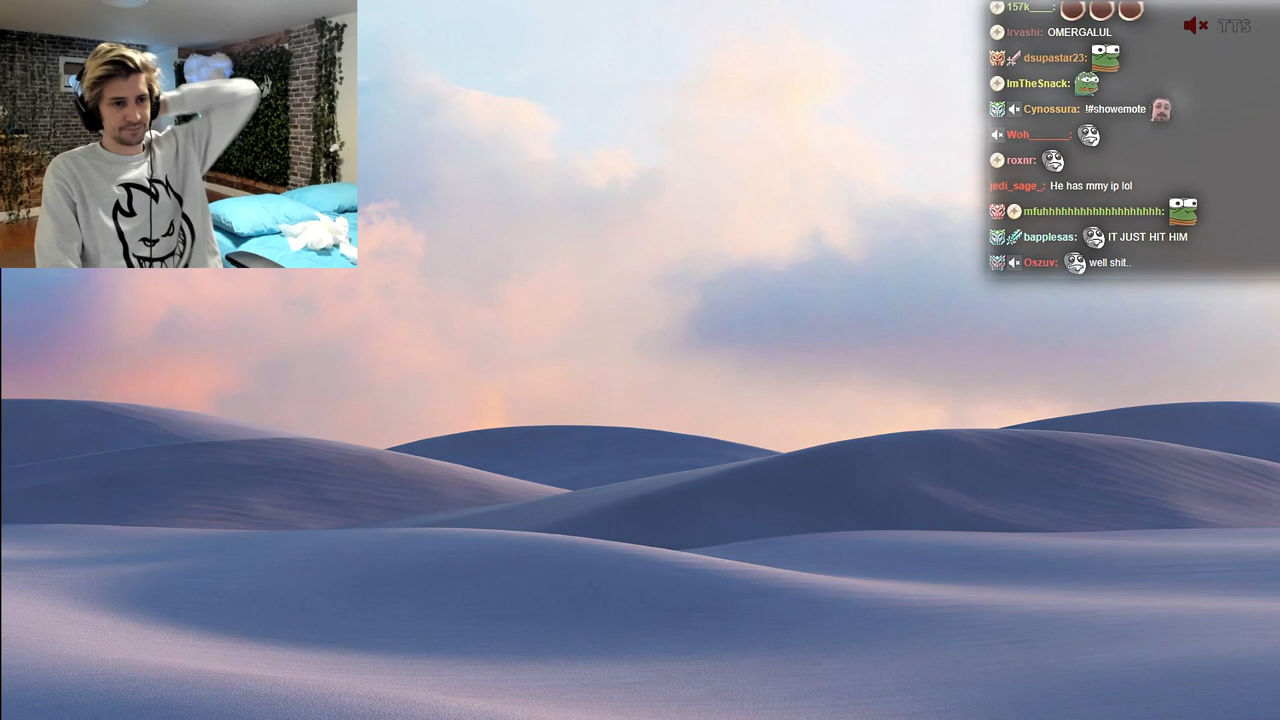 157k____:
TTS
Irvashi: OMERGALUL
dsupastar23:
ImTheSnack:
Cynossura: !#showemote
Woh_______:
roxnr:
jedi_sage_: He has mmy ip lol
mfuhhhhhhhhhhhhhhhhhhh:
bapplesas: IT JUST HIT HIM
Oszuv: well shit..